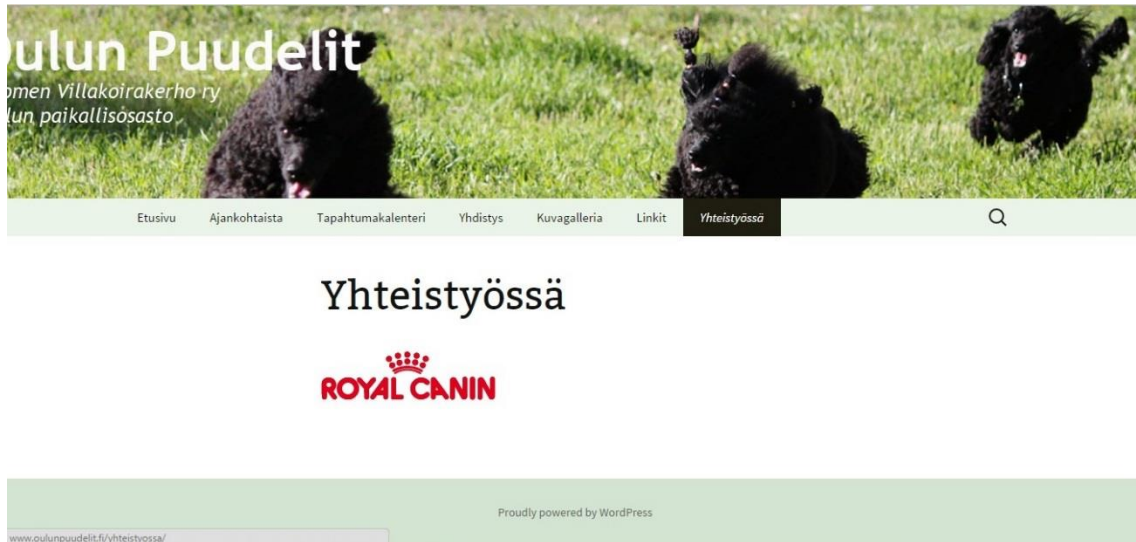 ulun Puudelit
omen Villakoirakerho ry
lun paikallisosasto
Etusivu Ajankohtaista Tapahtumakalenteri Yhdistys Kuvagalleria Linkit Yhteistyössä
Yhteistyössä
ROYAL CANIN
Proudly powered by WordPress
www.oulunpuudelit.fi/yhteistyossa/